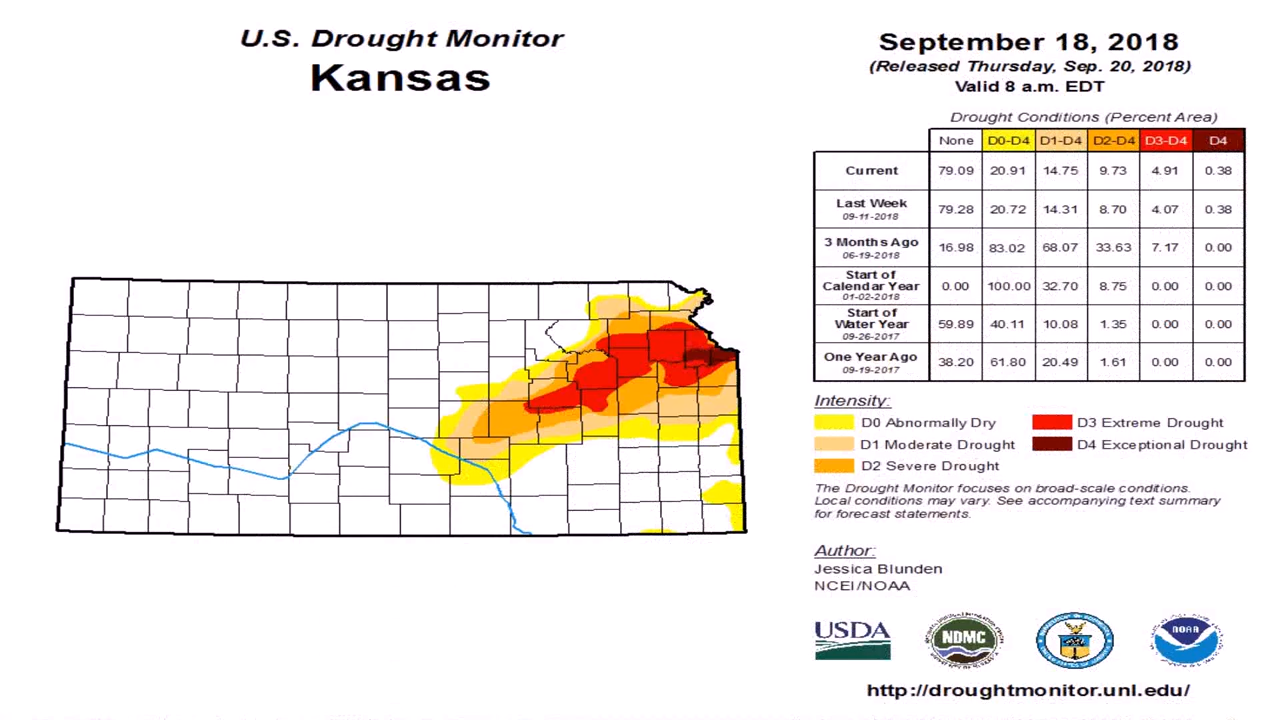 U.S. Drought Monitor
Kansas
September 18, 2018
(Released Thursday, Sep. 20, 2018)
Valid 8 a.m. EDT
Drought Conditions (Percent Area)
None D0-D4 D1-D4 D2-D4 D3-D4 D4
Current 79.09 20.91 14.75 9.73 4.91 0.38
Last Week
09-11-2018
79.28 20.72 14.31 8.70 4.07 0.38
3 Months Ago
06-19-2018
16.98 83.02 68.07 33.63 7.17 0.00
Start of
Calendar Year
01-02-2018
0.00 100.00 32.70 8.75 0.00 0.00
Start of
Water Year
09-26-2017
59.89 40.11 10.08 1.35 0.00 0.00
One Year Ago
09-19-2017
38.20 61.80 20.49 1.61 0.00 0.00
Intensity:
D0 Abnormally Dry
D1 Moderate Drought
D2 Severe Drought
D3 Extreme Drought
D4 Exceptional Drought
The Drought Monitor focuses on broad-scale conditions.
Local conditions may vary. See accompanying text summary
for forecast statements.
Author:
Jessica Blunden
NCEI/NOAA
USDA
NDMC
NOAA
http://droughtmonitor.unl.edu/